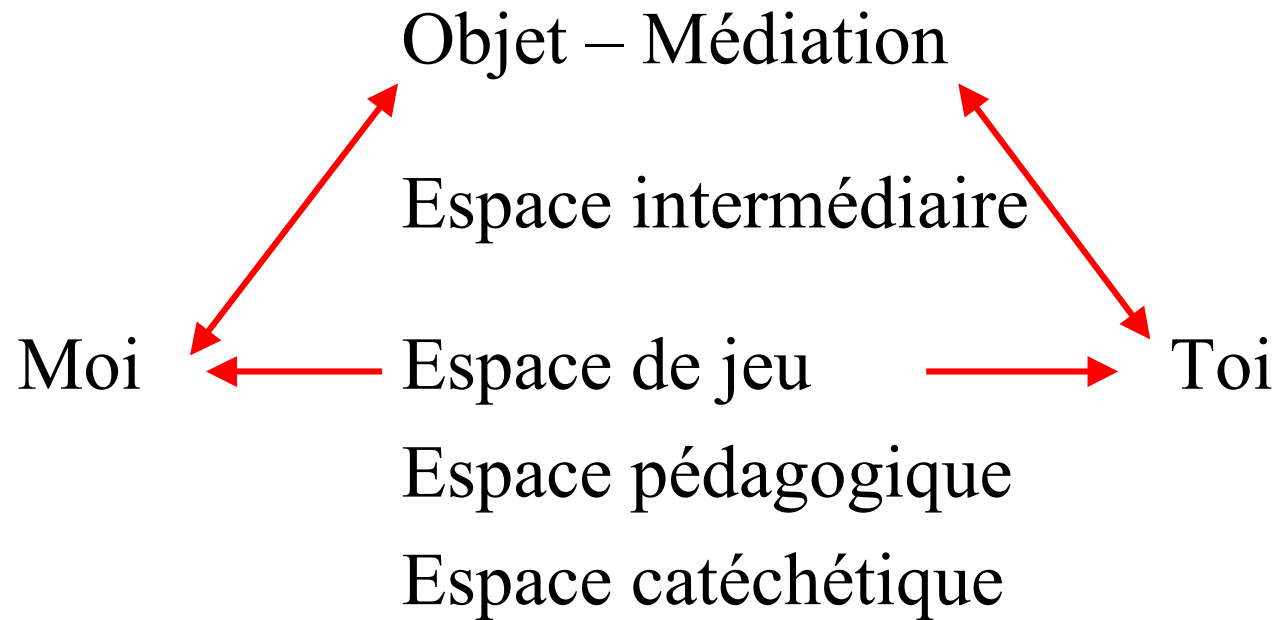 Objet – Médiation
Espace intermédiaire
Moi Espace de jeu Toi
Espace pédagogique
Espace catéchétique